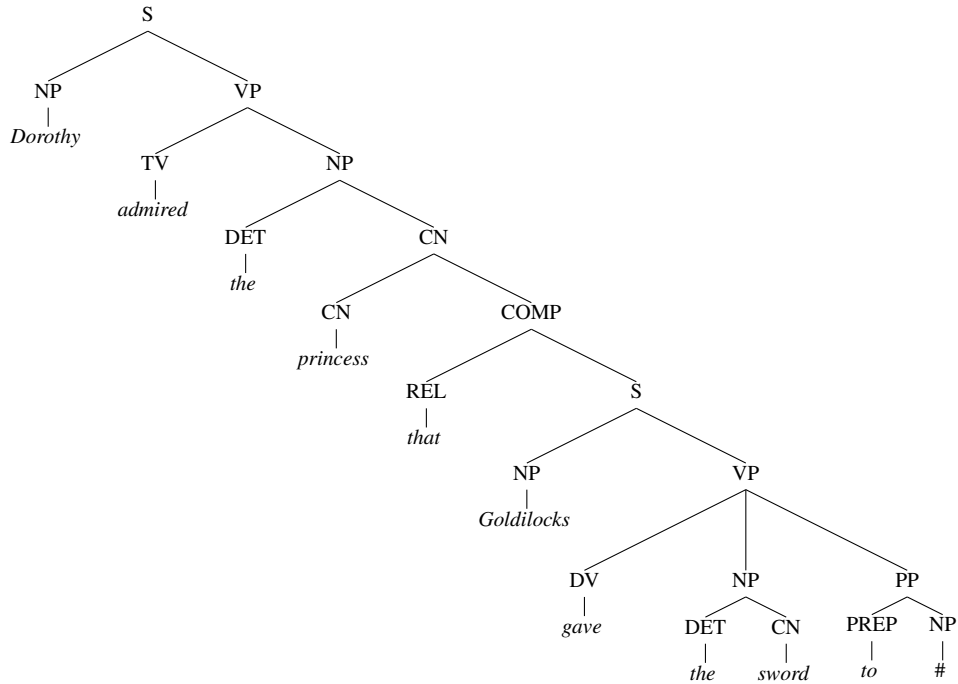 S
NP VP
Dorothy
TV NP
admired
DET CN
the
CN COMP
princess
REL S
that
NP VP
Goldilocks
DV NP PP
gave DET CN PREP NP
the sword to #